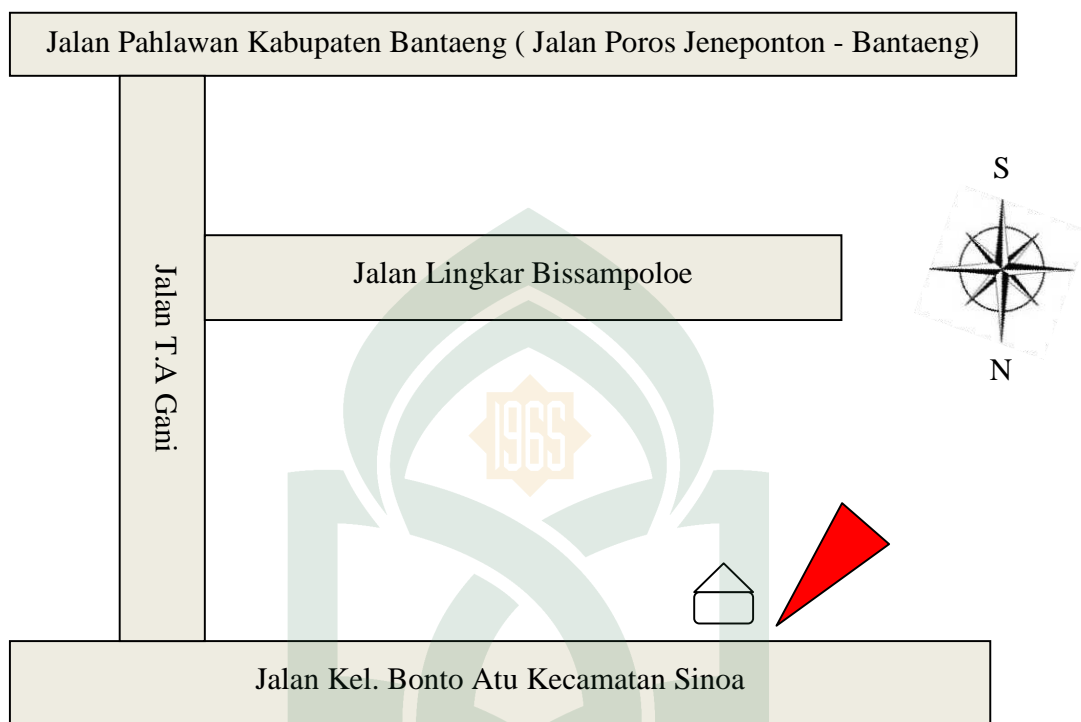 Jalan Pahlawan Kabupaten Bantaeng ( Jalan Poros Jeneponton - Bantaeng)
S
Jalan Lingkar Bissampoloe
Jalan T.A Gani
N
1965
Jalan Kel. Bonto Atu Kecamatan Sinoa